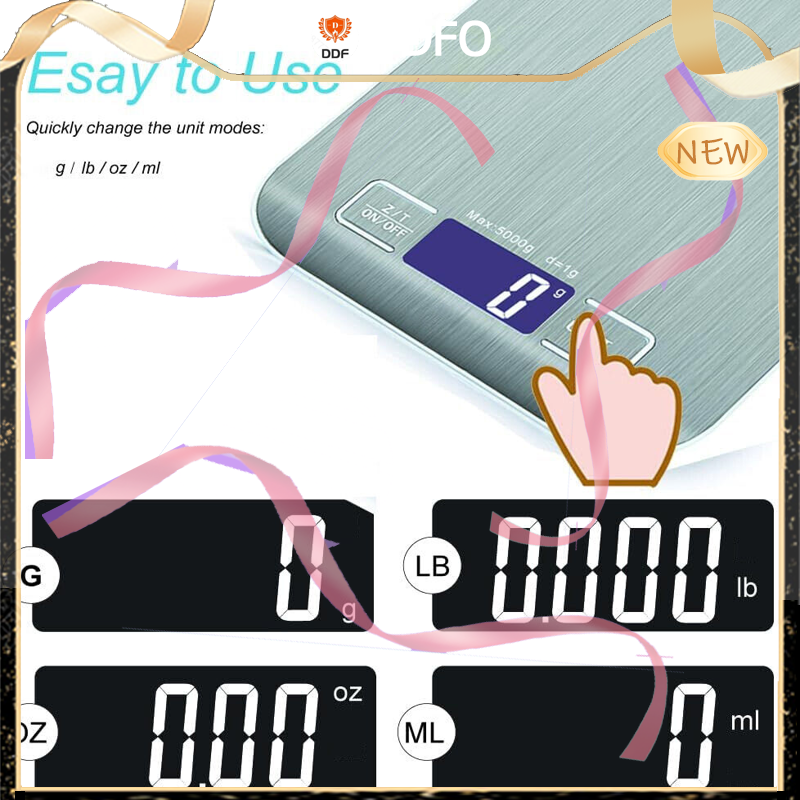 DDF
OFO
Esay to Use
NEW
Quickly change the unit modes:
g / lb / oz / ml
Z/T
ON/OFF
Max:5000g d=1g
0 g
G
0 g
LB
0.000 lb
OZ
0.00 oz
ML
0 ml